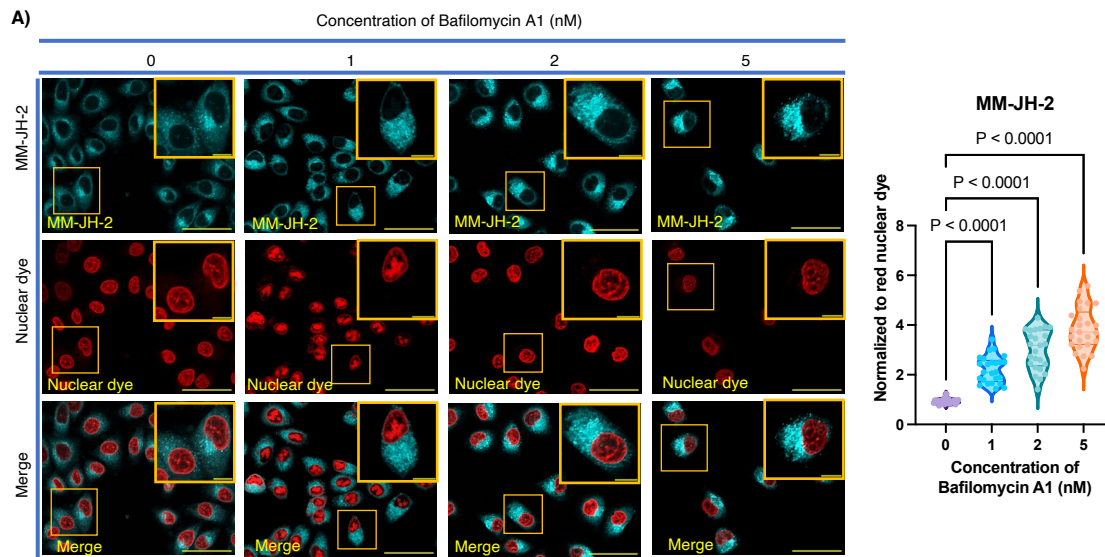 A)
Concentration of Bafilomycin A1 (nM)
0
1
2
5
MM-JH-2
MM-JH-2
MM-JH-2
MM-JH-2
MM-JH-2
Nuclear dye
Nuclear dye
Nuclear dye
Nuclear dye
Nuclear dye
Merge
Merge
Merge
Merge
Merge
MM-JH-2
P < 0.0001
P < 0.0001
P < 0.0001
Normalized to red nuclear dye
8
6
4
2
0
0 1 2 5
Concentration of
Bafilomycin A1 (nM)